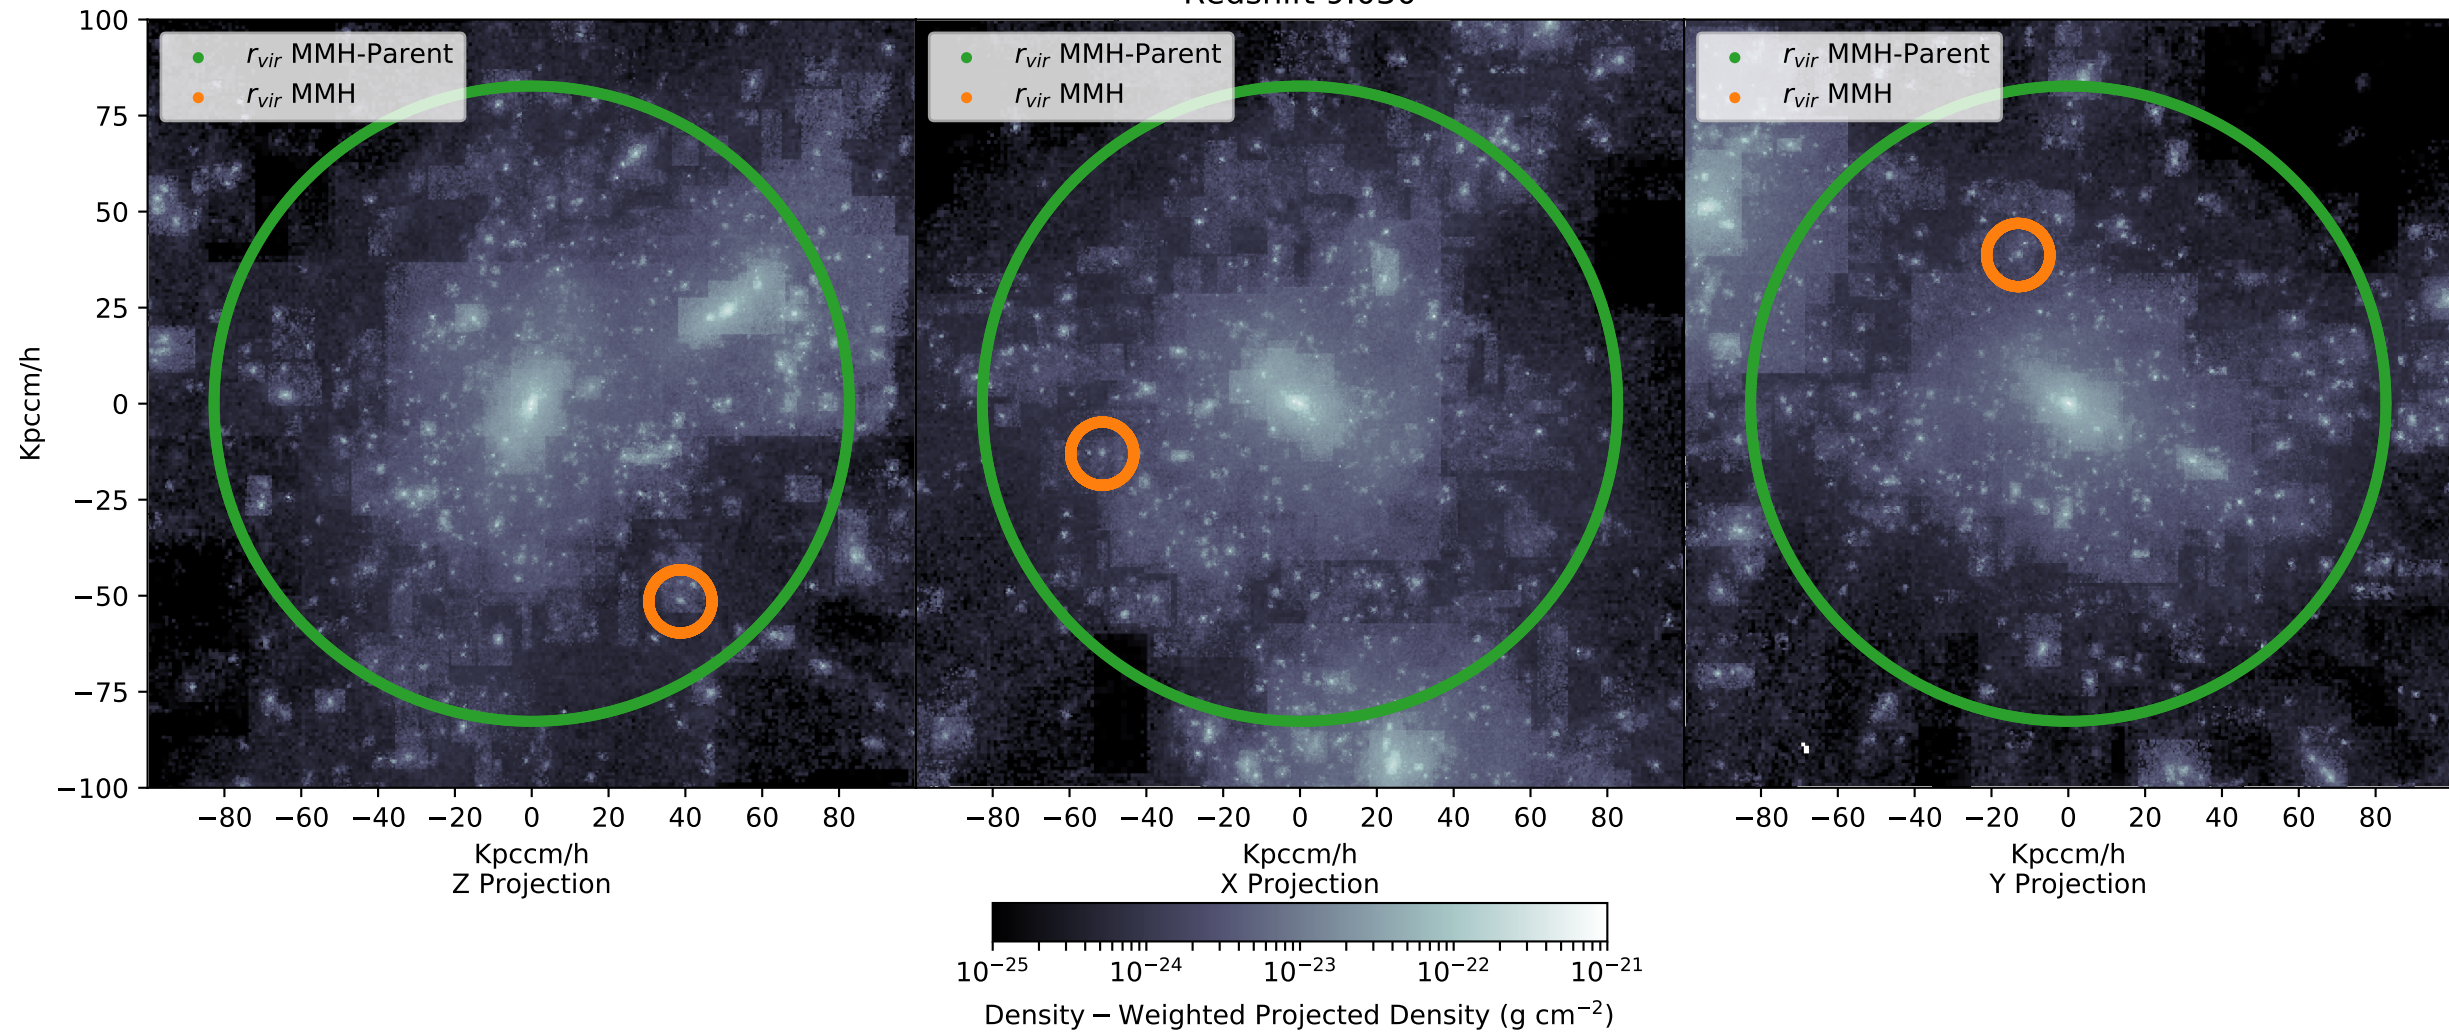 r_vir MMH-Parent
r_vir MMH
r_vir MMH-Parent
r_vir MMH
r_vir MMH-Parent
r_vir MMH
100
75
50
25
0
−25
−50
−75
−100
Kpccm/h
−80 −60 −40 −20 0 20 40 60 80
−80 −60 −40 −20 0 20 40 60 80
−80 −60 −40 −20 0 20 40 60 80
Kpccm/h
Z Projection
Kpccm/h
X Projection
Kpccm/h
Y Projection
10⁻²⁵ 10⁻²⁴ 10⁻²³ 10⁻²² 10⁻²¹
Density − Weighted Projected Density (g cm⁻²)